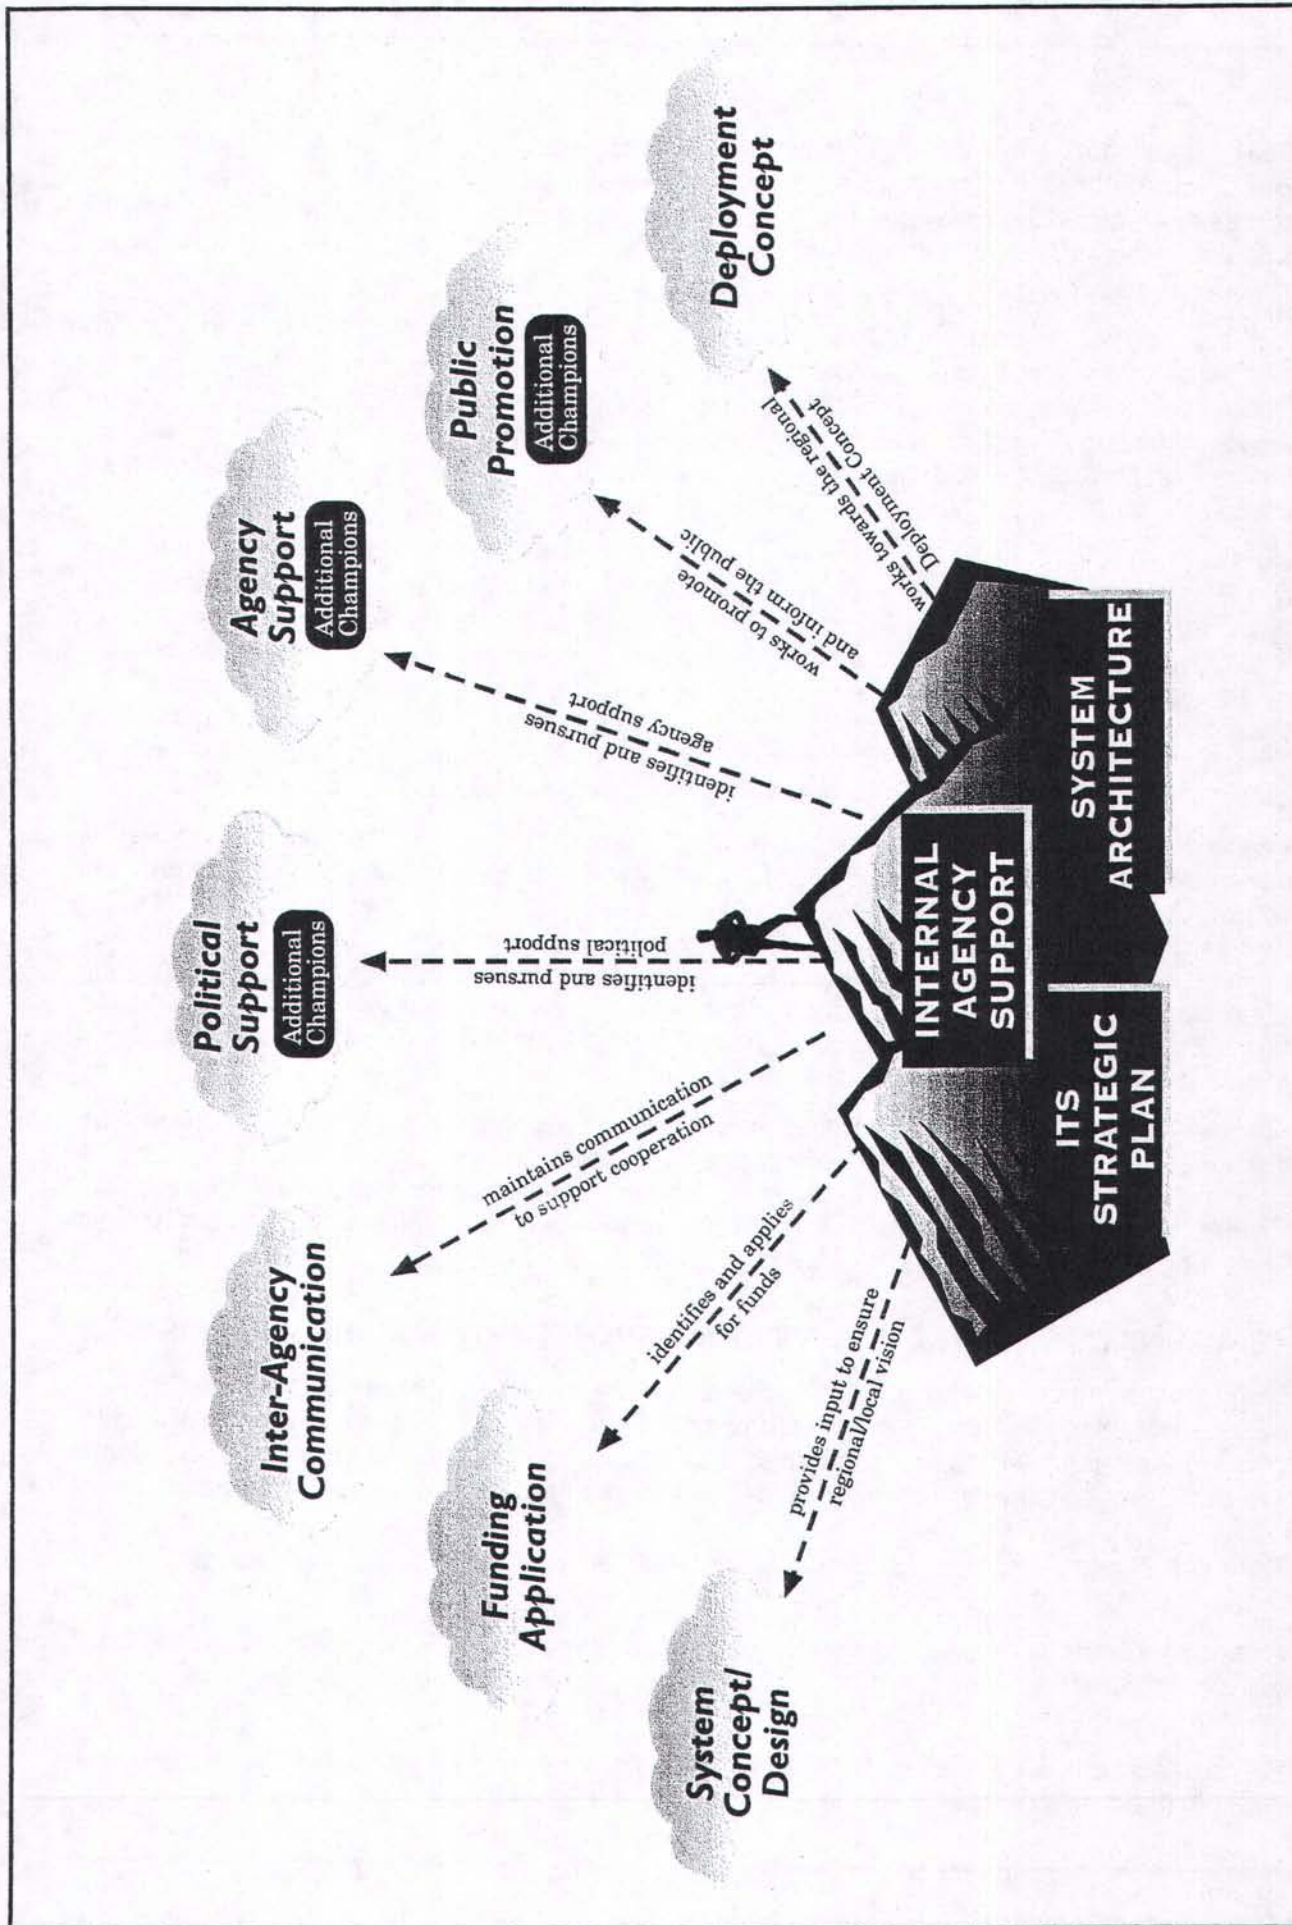 System
Concept/
Design
provides input to ensure
regional/local vision
Funding
Application
identifies and applies
for funds
Inter-Agency
Communication
maintains communication
to support cooperation
Political
Support
Additional
Champions
identifies and pursues
political support
Agency
Support
Additional
Champions
identifies and pursues
agency support
Public
Promotion
Additional
Champions
works to promote
and inform the public
Deployment
Concept
works towards the regional
Deployment Concept
INTERNAL
AGENCY
SUPPORT
ITS
STRATEGIC
PLAN
SYSTEM
ARCHITECTURE